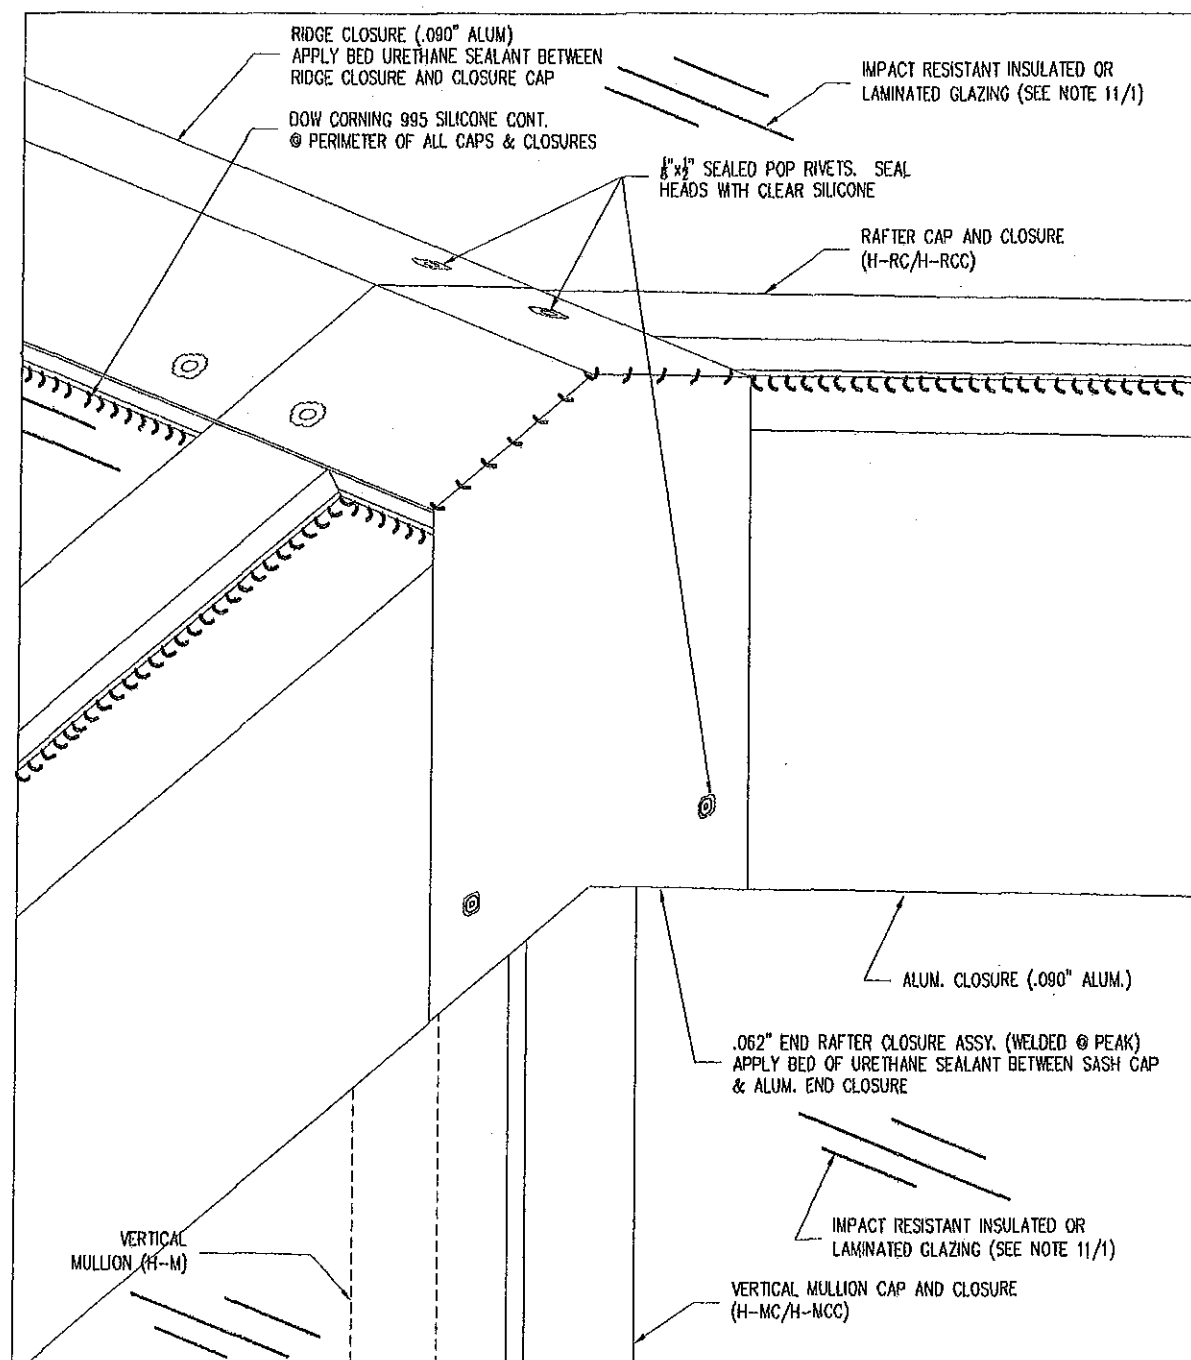 RIDGE CLOSURE (.090" ALUM)
APPLY BED URETHANE SEALANT BETWEEN
RIDGE CLOSURE AND CLOSURE CAP
IMPACT RESISTANT INSULATED OR
LAMINATED GLAZING (SEE NOTE 11/1)
DOW CORNING 995 SILICONE CONT.
@ PERIMETER OF ALL CAPS & CLOSURES
1/8"x1/2" SEALED POP RIVETS. SEAL
HEADS WITH CLEAR SILICONE
RAFTER CAP AND CLOSURE
(H-RC/H-RCC)
ALUM. CLOSURE (.090" ALUM.)
.062" END RAFTER CLOSURE ASSY. (WELDED @ PEAK)
APPLY BED OF URETHANE SEALANT BETWEEN SASH CAP
& ALUM. END CLOSURE
IMPACT RESISTANT INSULATED OR
LAMINATED GLAZING (SEE NOTE 11/1)
VERTICAL
MULLION (H-M)
VERTICAL MULLION CAP AND CLOSURE
(H-MC/H-MCC)